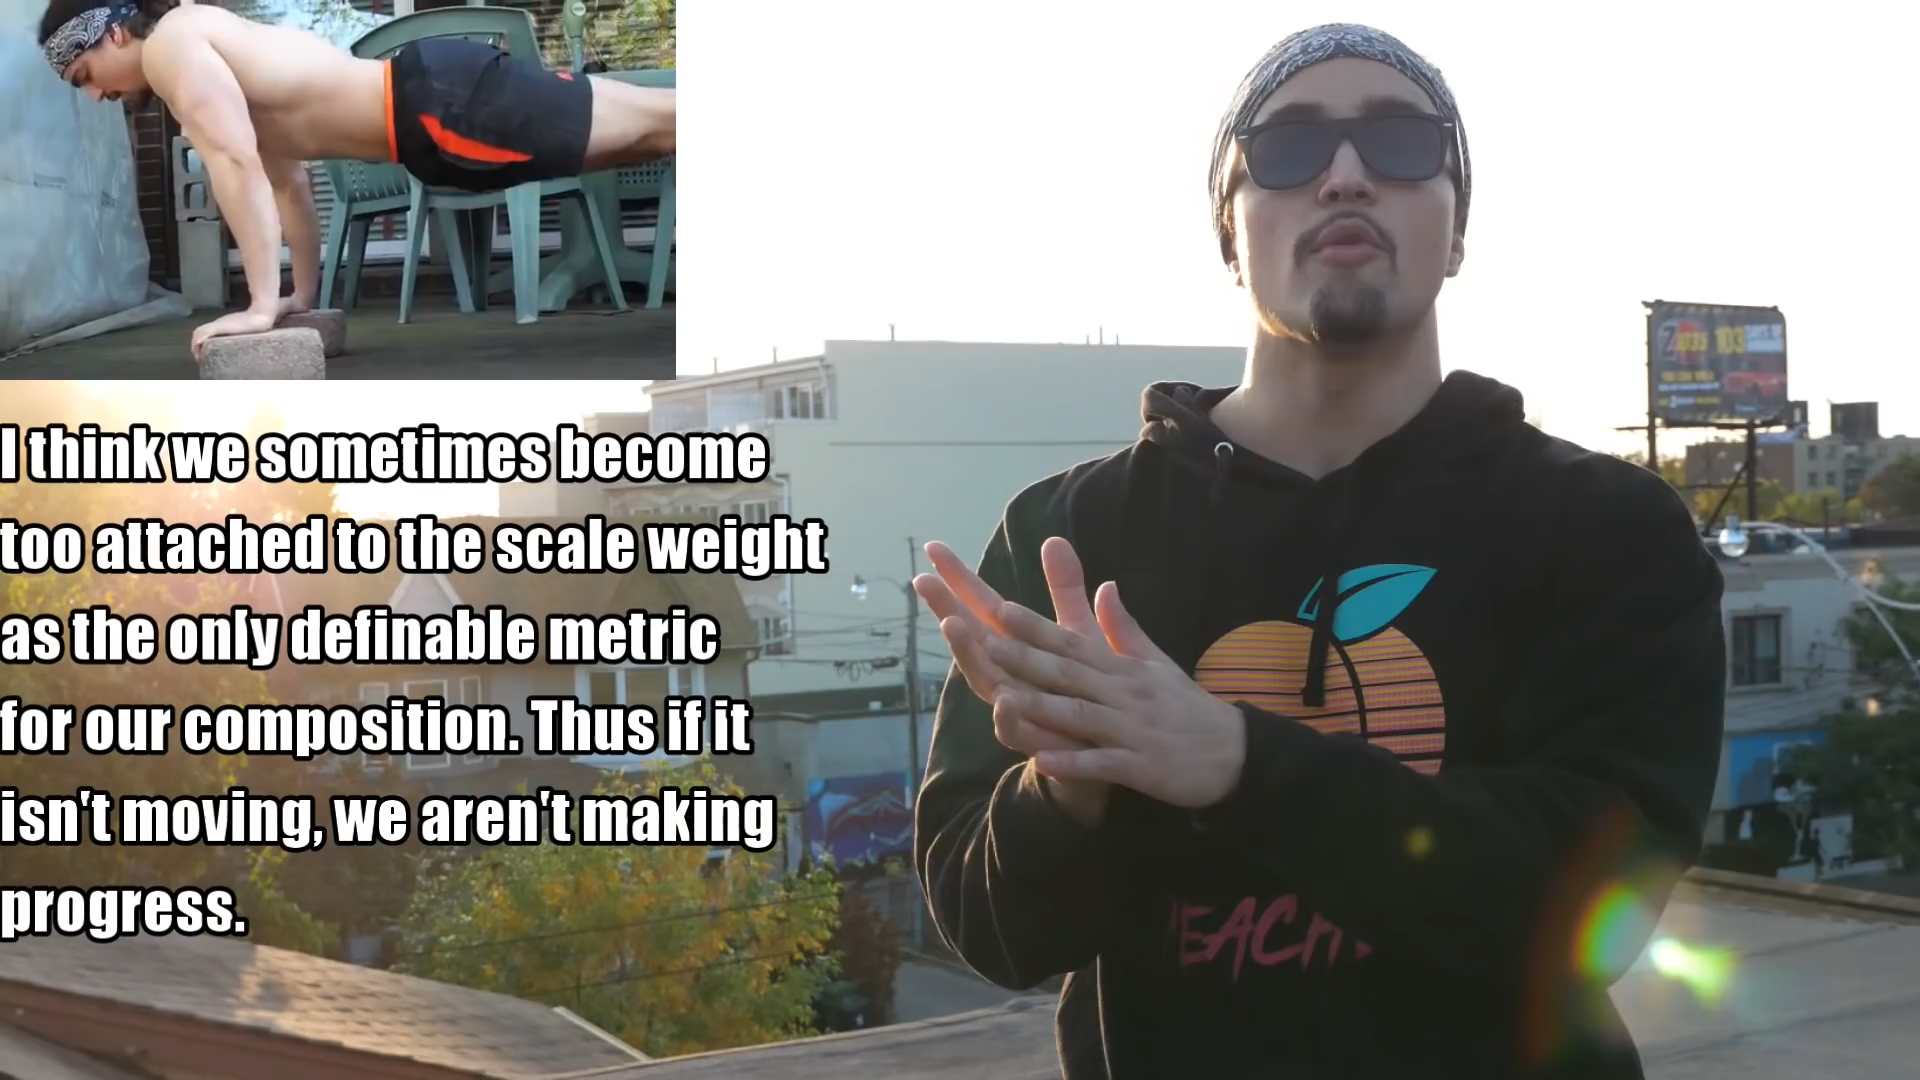 I think we sometimes become
too attached to the scale weight
as the only definable metric
for our composition. Thus if it
isn't moving, we aren't making
progress.
103